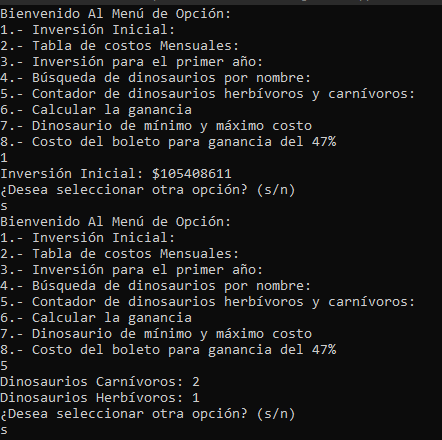 Bienvenido Al Menú de Opción:
1.- Inversión Inicial:
2.- Tabla de costos Mensuales:
3.- Inversión para el primer año:
4.- Búsqueda de dinosaurios por nombre:
5.- Contador de dinosaurios herbívoros y carnívoros:
6.- Calcular la ganancia
7.- Dinosaurio de mínimo y máximo costo
8.- Costo del boleto para ganancia del 47%
1
Inversión Inicial: $105408611
¿Desea seleccionar otra opción? (s/n)
s
Bienvenido Al Menú de Opción:
1.- Inversión Inicial:
2.- Tabla de costos Mensuales:
3.- Inversión para el primer año:
4.- Búsqueda de dinosaurios por nombre:
5.- Contador de dinosaurios herbívoros y carnívoros:
6.- Calcular la ganancia
7.- Dinosaurio de mínimo y máximo costo
8.- Costo del boleto para ganancia del 47%
5
Dinosaurios Carnívoros: 2
Dinosaurios Herbívoros: 1
¿Desea seleccionar otra opción? (s/n)
s